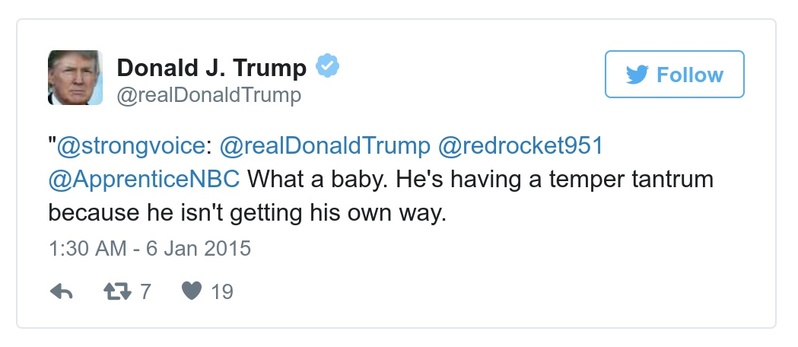 Donald J. Trump
@realDonaldTrump
Follow
"@strongvoice: @realDonaldTrump @redrocket951
@ApprenticeNBC What a baby. He's having a temper tantrum
because he isn't getting his own way.
1:30 AM - 6 Jan 2015
7 19